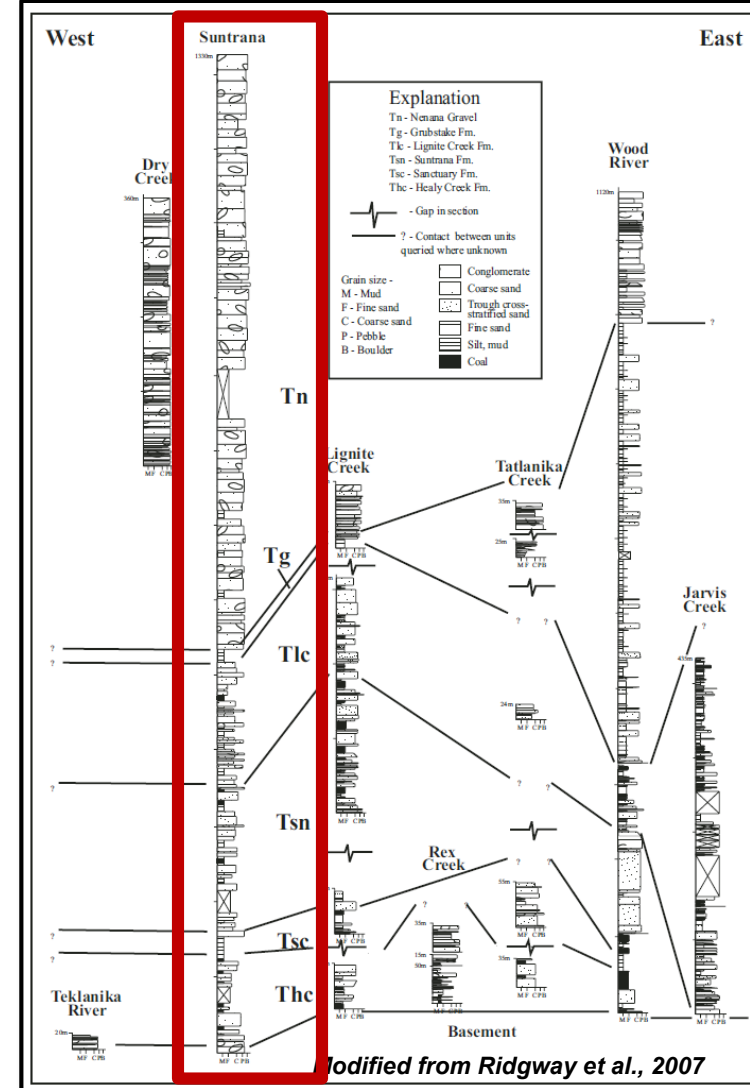 West
Suntrana
East
1330m
Explanation
Tn - Nenana Gravel
Tg - Grubstake Fm.
Tlc - Lignite Creek Fm.
Tsn - Suntrana Fm.
Tsc - Sanctuary Fm.
Thc - Healy Creek Fm.
- Gap in section
? - Contact between units
queried where unknown
Grain size -
M - Mud
F - Fine sand
C - Coarse sand
P - Pebble
B - Boulder
Conglomerate
Coarse sand
Trough cross-
stratified sand
Fine sand
Silt, mud
Coal
Dry
Creek
360m
M F C P B
Wood
River
1120m
?
Tn
Lignite
Creek
M F C P B
Tatlanika
Creek
35m
25m
M F C P B
Tg
? ?
Jarvis
Creek
?
435m
?
?
Tlc
24m
M F C P B
?
? ?
Tsn
M F C P B
Rex
Creek
? ?
?
?
?
?
Tsc
M F C P B
35m
15m
50m
M F C P B
55m
M F C P B
35m
M F C P B
Thc
M F C P B
Teklanika
River
20m
M F C P B
M F C P B
Basement
M F C P B
M F C P B
Modified from Ridgway et al., 2007